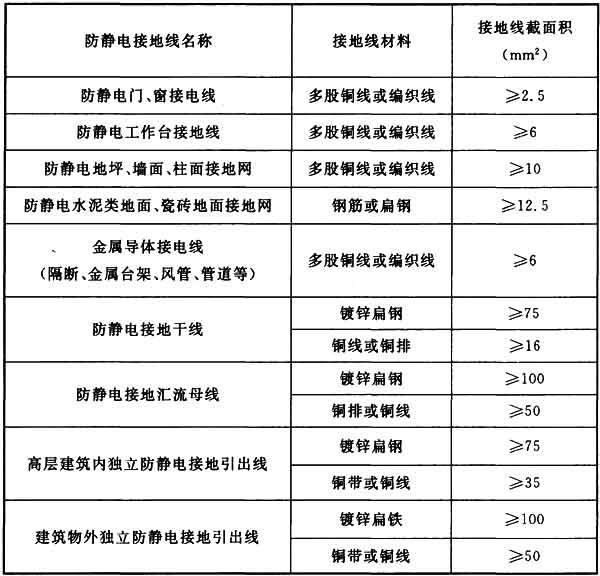 防静电接地线名称 接地线材料 接地线截面积
（mm²）
防静电门、窗接电线 多股铜线或编织线 ≥2.5
防静电工作台接地线 多股铜线或编织线 ≥6
防静电地坪、墙面、柱面接地网 多股铜线或编织线 ≥10
防静电水泥类地面、瓷砖地面接地网 钢筋或扁钢 ≥12.5
金属导体接电线
（隔断、金属台架、风管、管道等） 多股铜线或编织线 ≥6
防静电接地干线 镀锌扁钢 ≥75
铜线或铜排 ≥16
防静电接地汇流母线 镀锌扁钢 ≥100
铜排或铜线 ≥50
高层建筑内独立防静电接地引出线 镀锌扁钢 ≥75
铜带或铜线 ≥35
建筑物外独立防静电接地引出线 镀锌扁铁 ≥100
铜带或铜线 ≥50